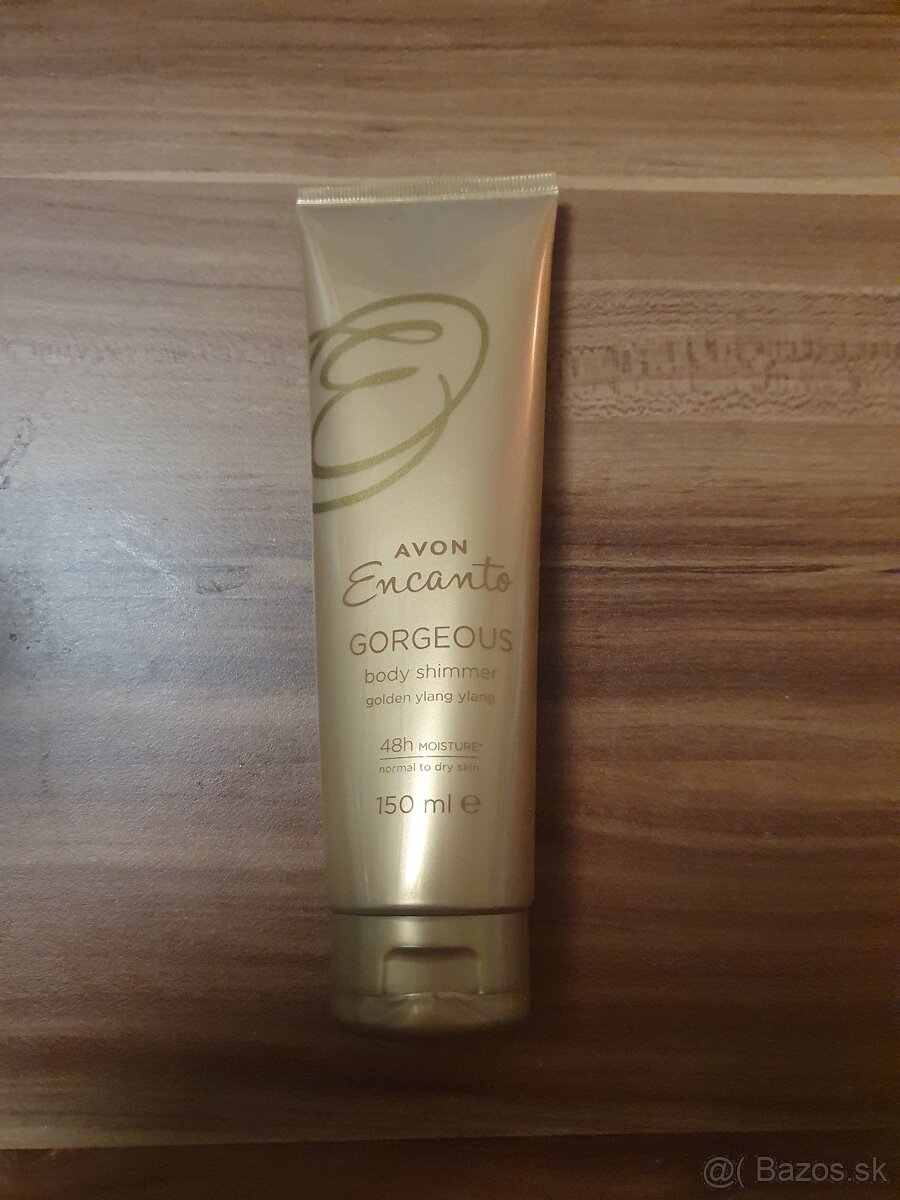 AVON
Encanto
GORGEOUS
body shimmer
golden ylang ylang
48h MOISTURE*
normal to dry skin
150 ml ℮
@( Bazos.sk